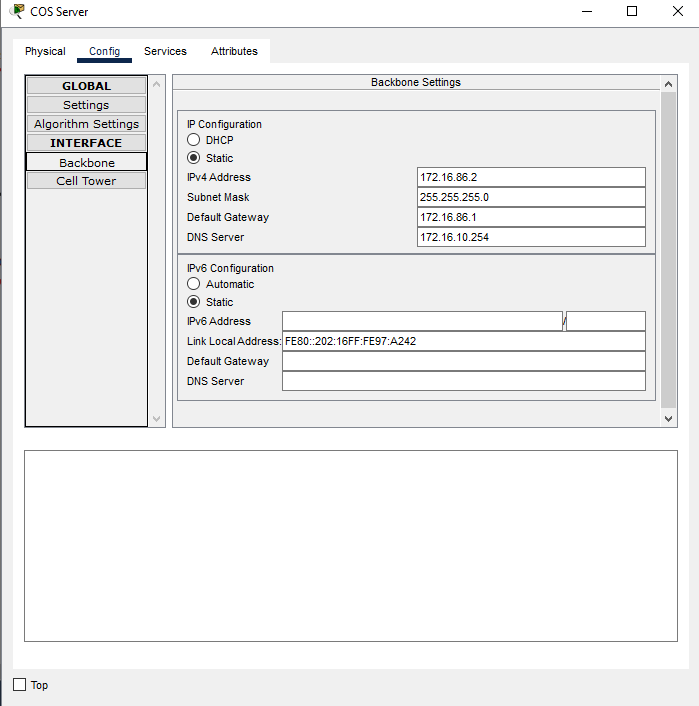 COS Server
Physical Config Services Attributes
GLOBAL
Settings
Algorithm Settings
INTERFACE
Backbone
Cell Tower
Backbone Settings
IP Configuration
DHCP
Static
IPv4 Address 172.16.86.2
Subnet Mask 255.255.255.0
Default Gateway 172.16.86.1
DNS Server 172.16.10.254
IPv6 Configuration
Automatic
Static
IPv6 Address /
Link Local Address: FE80::202:16FF:FE97:A242
Default Gateway
DNS Server
Top